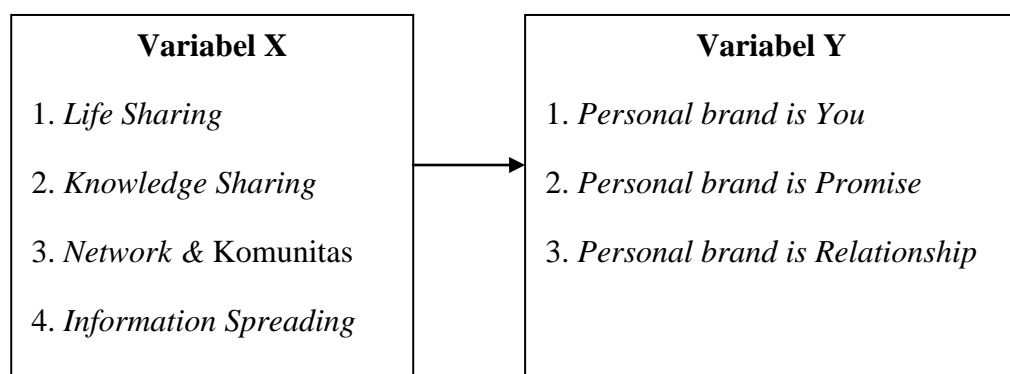 Variabel X
1. Life Sharing
2. Knowledge Sharing
3. Network & Komunitas
4. Information Spreading
Variabel Y
1. Personal brand is You
2. Personal brand is Promise
3. Personal brand is Relationship